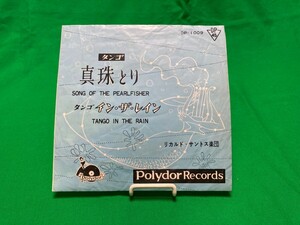 タンゴ
真珠とり
SONG OF THE PEARLFISHER
タンゴ イン・ザ・レイン
TANGO IN THE RAIN
リカルド・サントス楽団
Polydor Records